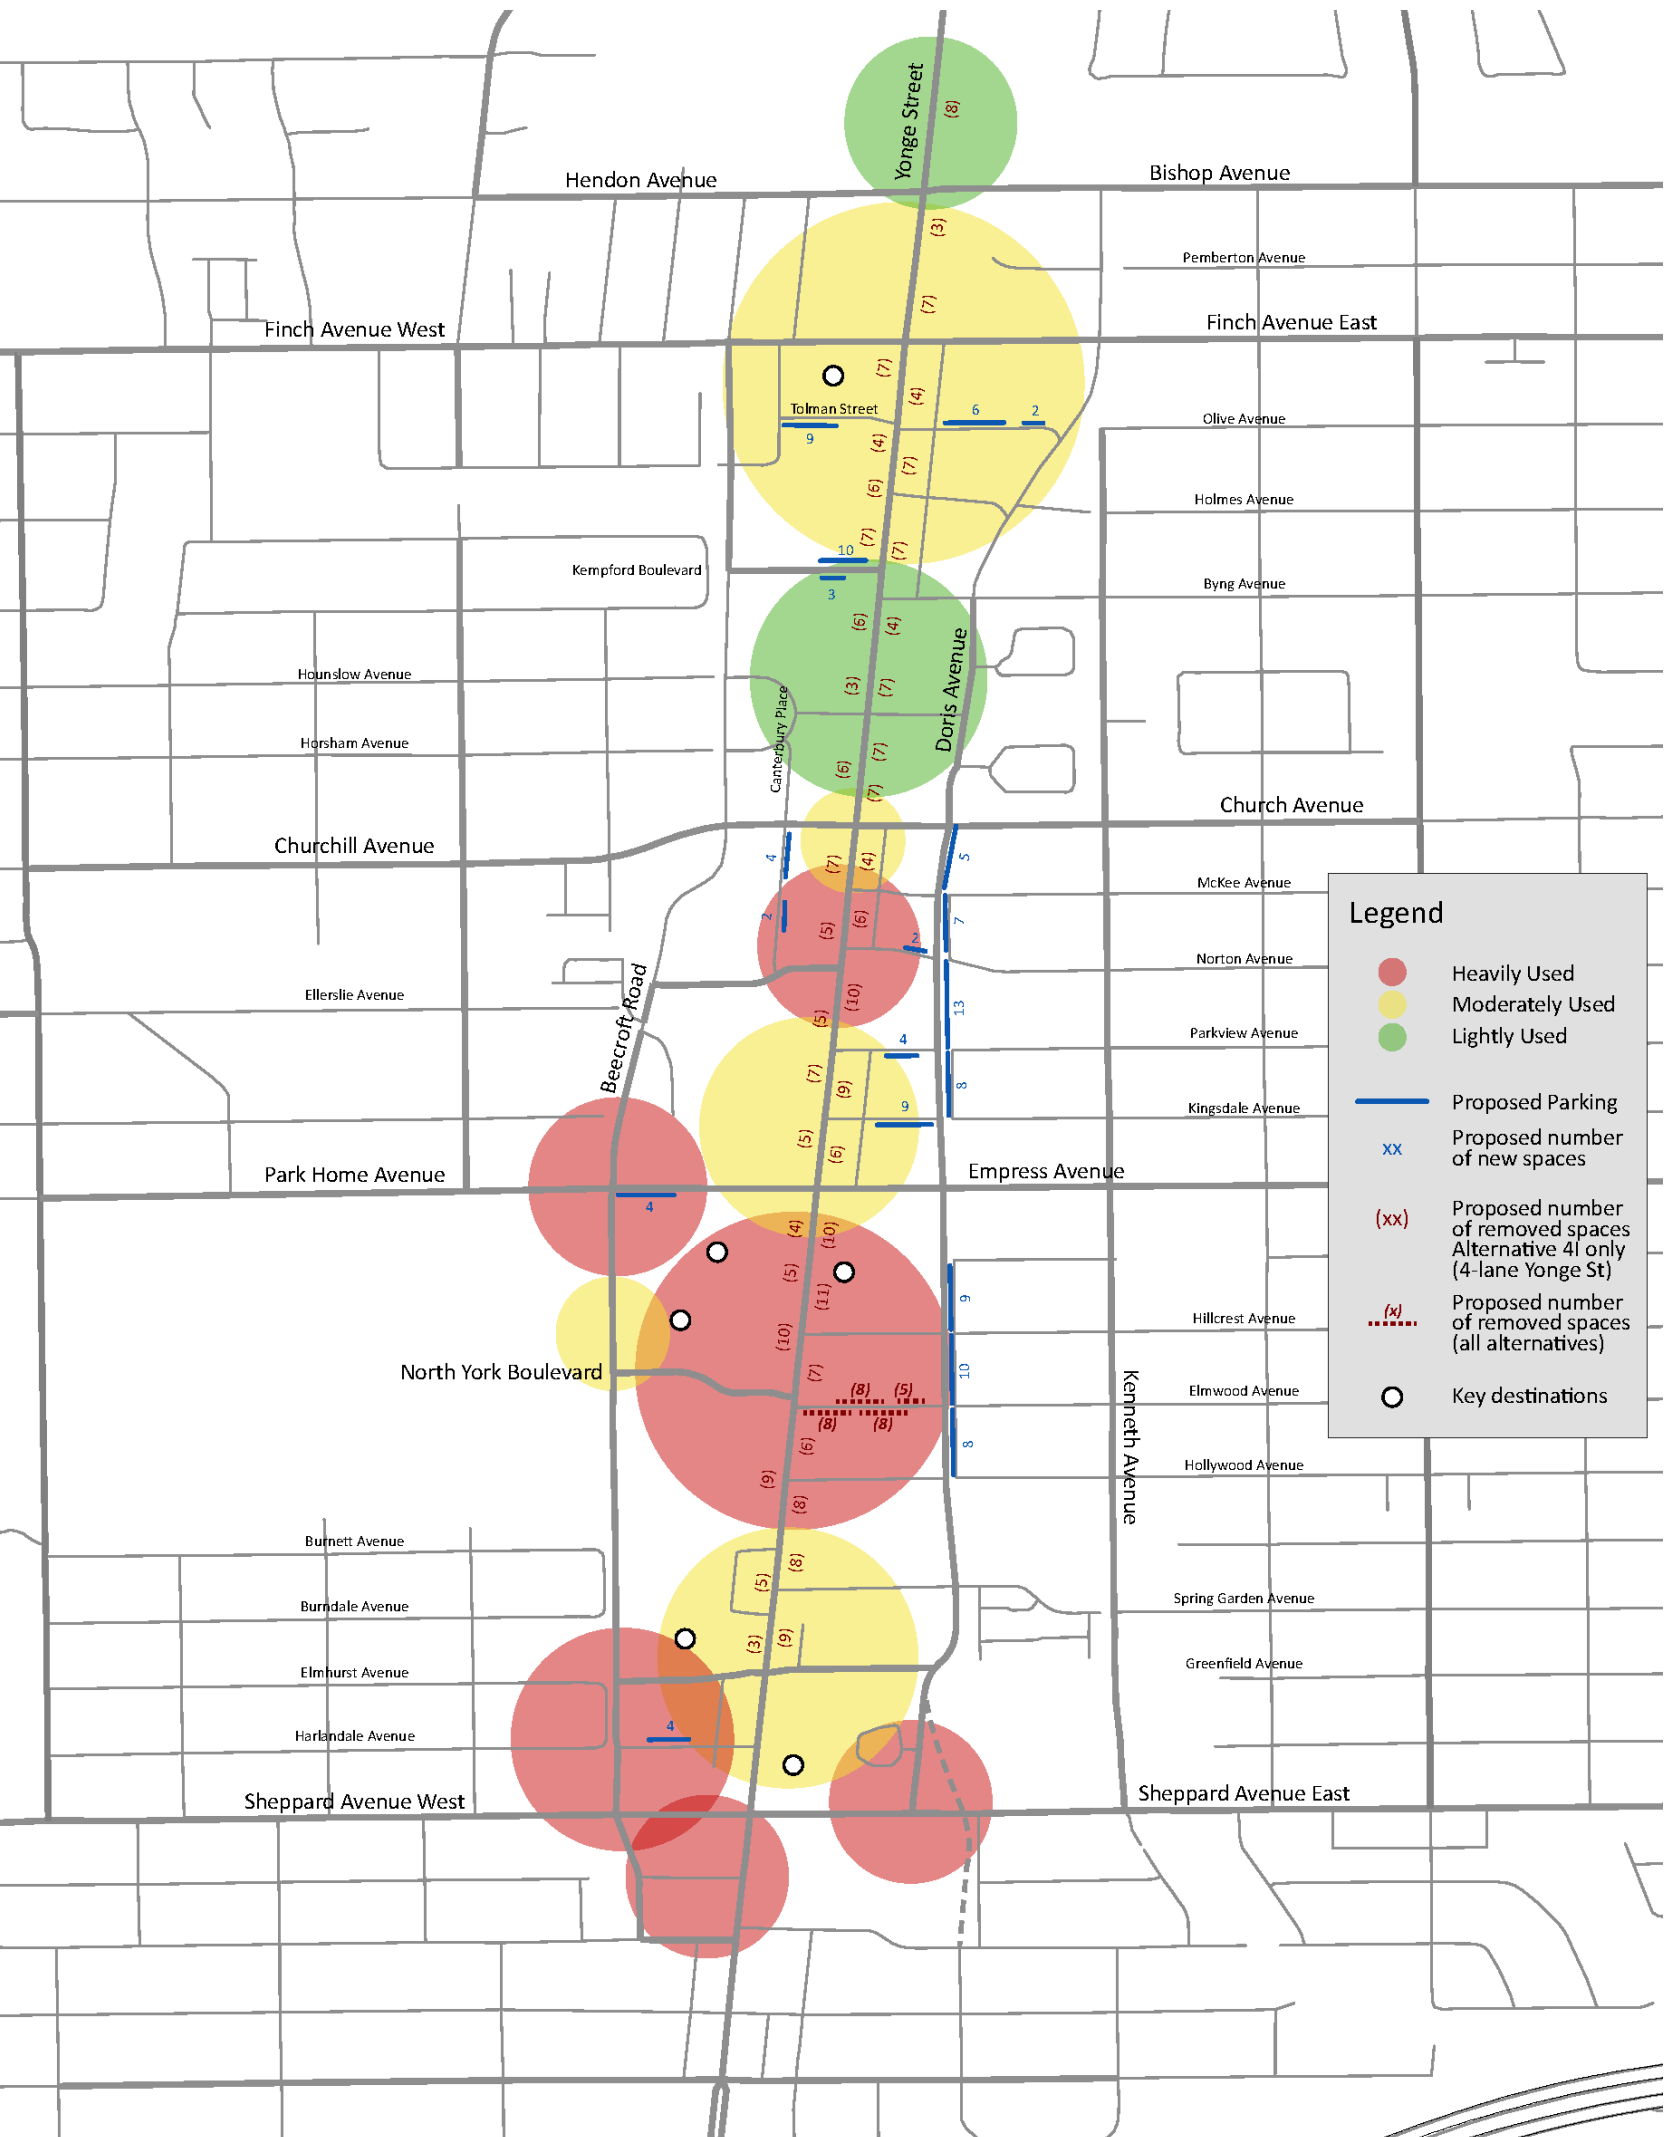 Yonge Street
(8)
Hendon Avenue
Bishop Avenue
(3)
Pemberton Avenue
(7)
Finch Avenue West
Finch Avenue East
(7)
(4)
Tolman Street
6
2
Olive Avenue
9
(4)
(7)
(6)
Holmes Avenue
(7)
(7)
10
Kempford Boulevard
3
Byng Avenue
(6)
(4)
Doris Avenue
Hounslow Avenue
(3)
(7)
Canterbury Place
Horsham Avenue
(7)
(6)
(7)
Church Avenue
Churchill Avenue
4
(7)
(4)
5
McKee Avenue
2
(5)
(6)
7
2
Norton Avenue
Beecroft Road
Ellerslie Avenue
(10)
(5)
13
Parkview Avenue
4
(7)
(9)
8
9
Kingsdale Avenue
(5)
(6)
Park Home Avenue
Empress Avenue
4
(4)
(10)
(5)
(11)
9
Hillcrest Avenue
(10)
(7)
10
North York Boulevard
(8)
(5)
Elmwood Avenue
(8)
(8)
Kenneth Avenue
(6)
8
Hollywood Avenue
(9)
(8)
Burnett Avenue
(8)
(5)
Burndale Avenue
Spring Garden Avenue
(3)
(9)
Elmhurst Avenue
Greenfield Avenue
4
Harlandale Avenue
Sheppard Avenue West
Sheppard Avenue East
Legend
Heavily Used
Moderately Used
Lightly Used
Proposed Parking
xx
Proposed number
of new spaces
(xx)
Proposed number
of removed spaces
Alternative 4I only
(4-lane Yonge St)
(x)
Proposed number
of removed spaces
(all alternatives)
Key destinations